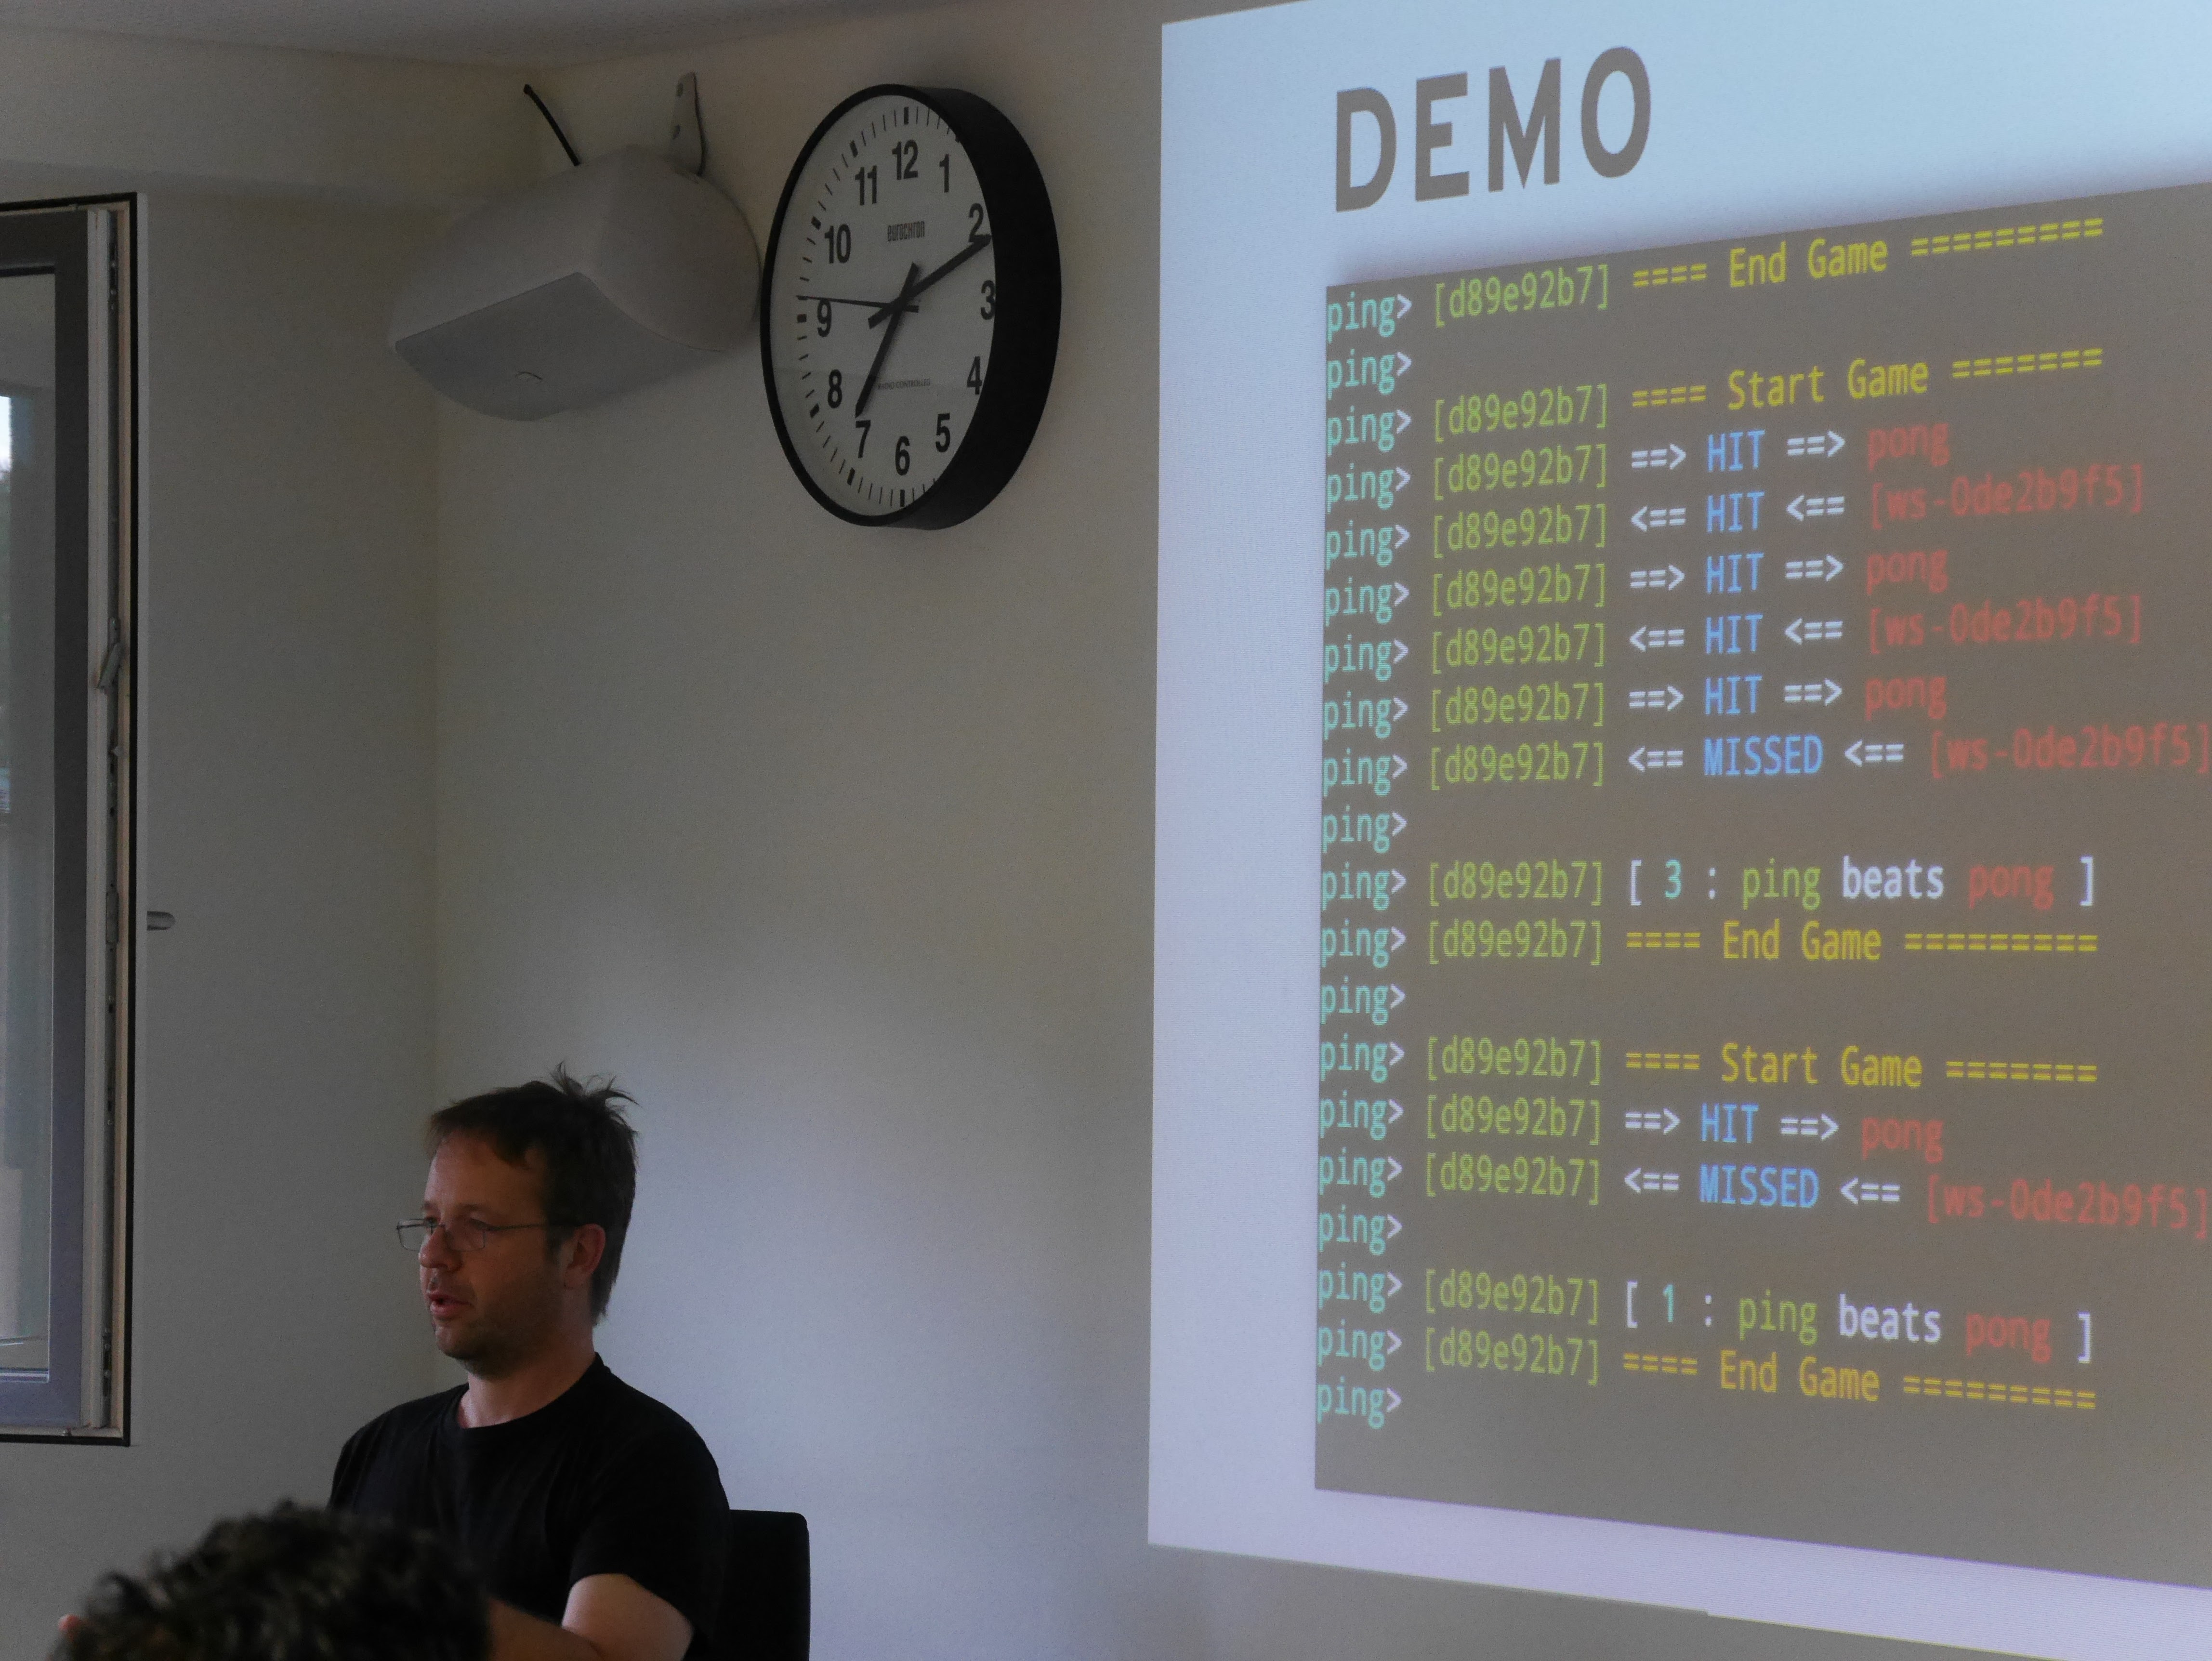 12
11
1
10
2
eurochron
9
3
8
4
RADIO CONTROLLED
7
5
6
DEMO
ping> [d89e92b7] ==== End Game =========
ping>
ping> [d89e92b7] ==== Start Game =======
ping> [d89e92b7] ==> HIT ==> pong
ping> [d89e92b7] <== HIT <== [ws-0de2b9f5]
ping> [d89e92b7] ==> HIT ==> pong
ping> [d89e92b7] <== HIT <== [ws-0de2b9f5]
ping> [d89e92b7] ==> HIT ==> pong
ping> [d89e92b7] <== MISSED <== [ws-0de2b9f5]
ping>
ping> [d89e92b7] [ 3 : ping beats pong ]
ping> [d89e92b7] ==== End Game =========
ping>
ping> [d89e92b7] ==== Start Game =======
ping> [d89e92b7] ==> HIT ==> pong
ping> [d89e92b7] <== MISSED <== [ws-0de2b9f5]
ping>
ping> [d89e92b7] [ 1 : ping beats pong ]
ping> [d89e92b7] ==== End Game =========
ping>